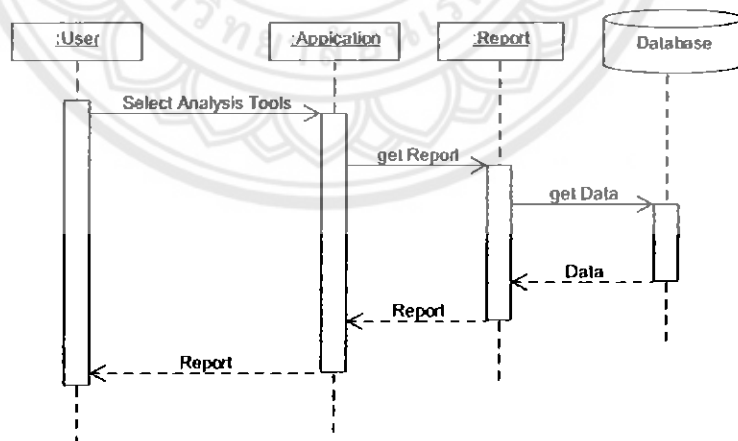 :User
:Appication
:Report
Database
Select Analysis Tools
get Report
get Data
Data
Report
Report